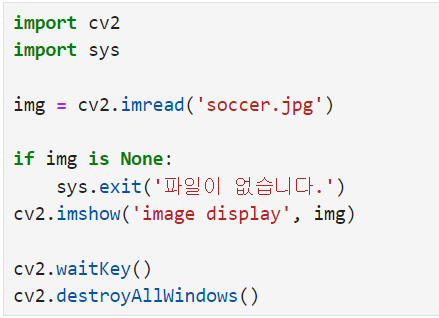 import cv2
import sys
img = cv2.imread('soccer.jpg')
if img is None:
    sys.exit('파일이 없습니다.')
cv2.imshow('image display', img)
cv2.waitKey()
cv2.destroyAllWindows()